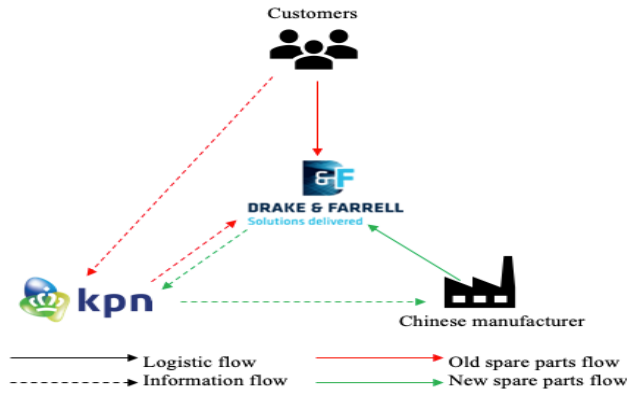 Customers
D&F
DRAKE & FARRELL
Solutions delivered
kpn
Chinese manufacturer
Logistic flow
Old spare parts flow
Information flow
New spare parts flow